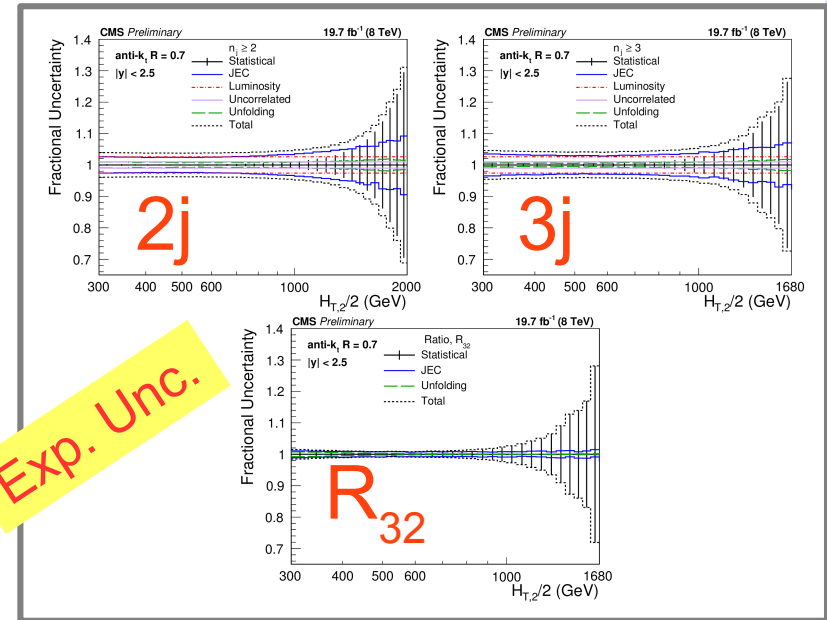 CMS Preliminary 19.7 fb⁻¹ (8 TeV)
Fractional Uncertainty
1.4
1.3
1.2
1.1
1
0.9
0.8
0.7
anti-kₜ R = 0.7
|y| < 2.5
nⱼ ≥ 2
Statistical
JEC
Luminosity
Uncorrelated
Unfolding
Total
2j
300 400 500 600 1000 2000
H_T,2/2 (GeV)
CMS Preliminary 19.7 fb⁻¹ (8 TeV)
Fractional Uncertainty
1.4
1.3
1.2
1.1
1
0.9
0.8
0.7
anti-kₜ R = 0.7
|y| < 2.5
nⱼ ≥ 3
Statistical
JEC
Luminosity
Uncorrelated
Unfolding
Total
3j
300 400 500 600 1000 1680
H_T,2/2 (GeV)
Exp. Unc.
CMS Preliminary 19.7 fb⁻¹ (8 TeV)
Fractional Uncertainty
1.4
1.3
1.2
1.1
1
0.9
0.8
0.7
anti-kₜ R = 0.7
|y| < 2.5
Ratio, R₃₂
Statistical
JEC
Unfolding
Total
R₃₂
300 400 500 600 1000 1680
H_T,2/2 (GeV)